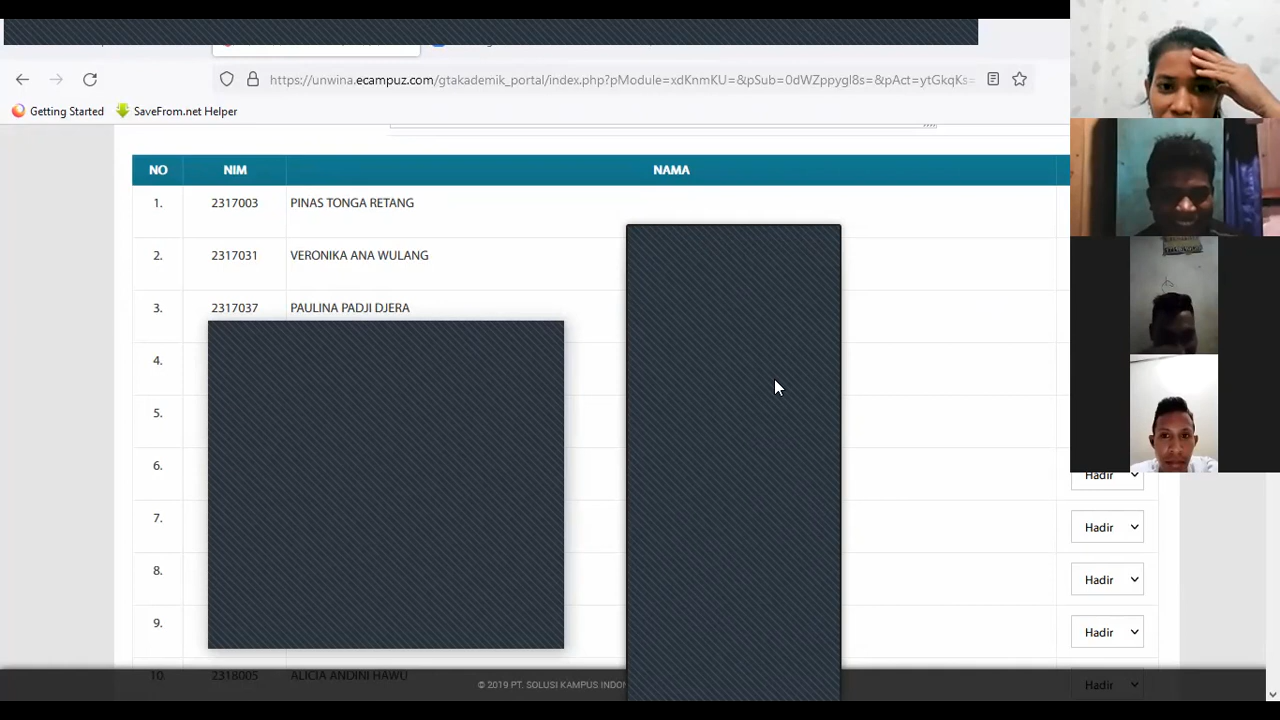 https://unwina.ecampuz.com/gtakademik_portal/index.php?pModule=xdKnmKU=&pSub=0dWZppygl8s=&pAct=ytGkqKs=
Getting Started SaveFrom.net Helper
NO NIM NAMA
1. 2317003 PINAS TONGA RETANG
2. 2317031 VERONIKA ANA WULANG
3. 2317037 PAULINA PADJI DJERA
4.
5.
6. Hadir
7. Hadir
8. Hadir
9. Hadir
10. 2318005 ALICIA ANDINI HAWU Hadir
© 2019 PT. SOLUSI KAMPUS